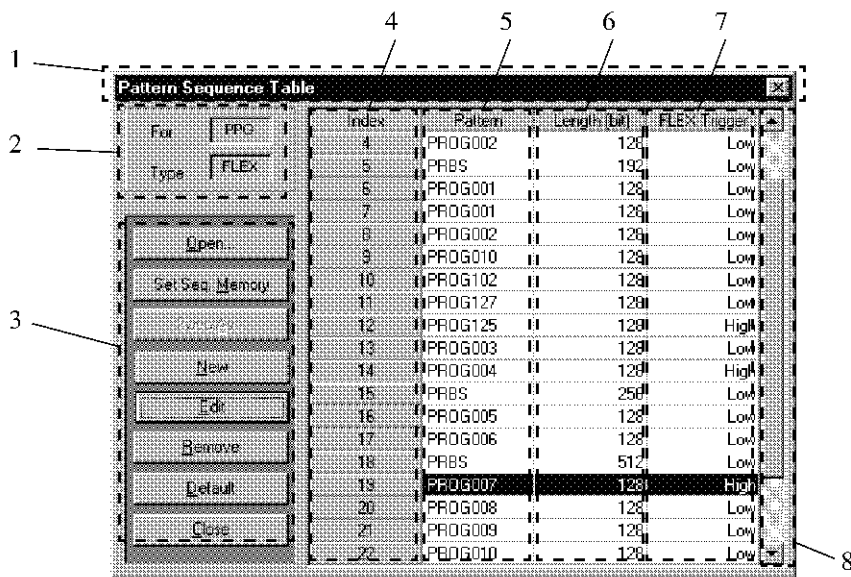 1
4
5
6
7
Pattern Sequence Table
2
For PPG
Type FLEX
3
Open...
Set Seq. Memory
New
Edit
Remove
Default
Close
Index Pattern Length [bit] FLEX Trigger
4 PROG002 128 Low
5 PRBS 192 Low
6 PROG001 128 Low
7 PROG001 128 Low
8 PROG002 128 Low
9 PROG010 128 Low
10 PROG102 128 Low
11 PROG127 128 Low
12 PROG125 128 High
13 PROG003 128 Low
14 PROG004 128 High
15 PRBS 256 Low
16 PROG005 128 Low
17 PROG006 128 Low
18 PRBS 512 Low
19 PROG007 128 High
20 PROG008 128 Low
21 PROG009 128 Low
22 PROG010 128 Low
8